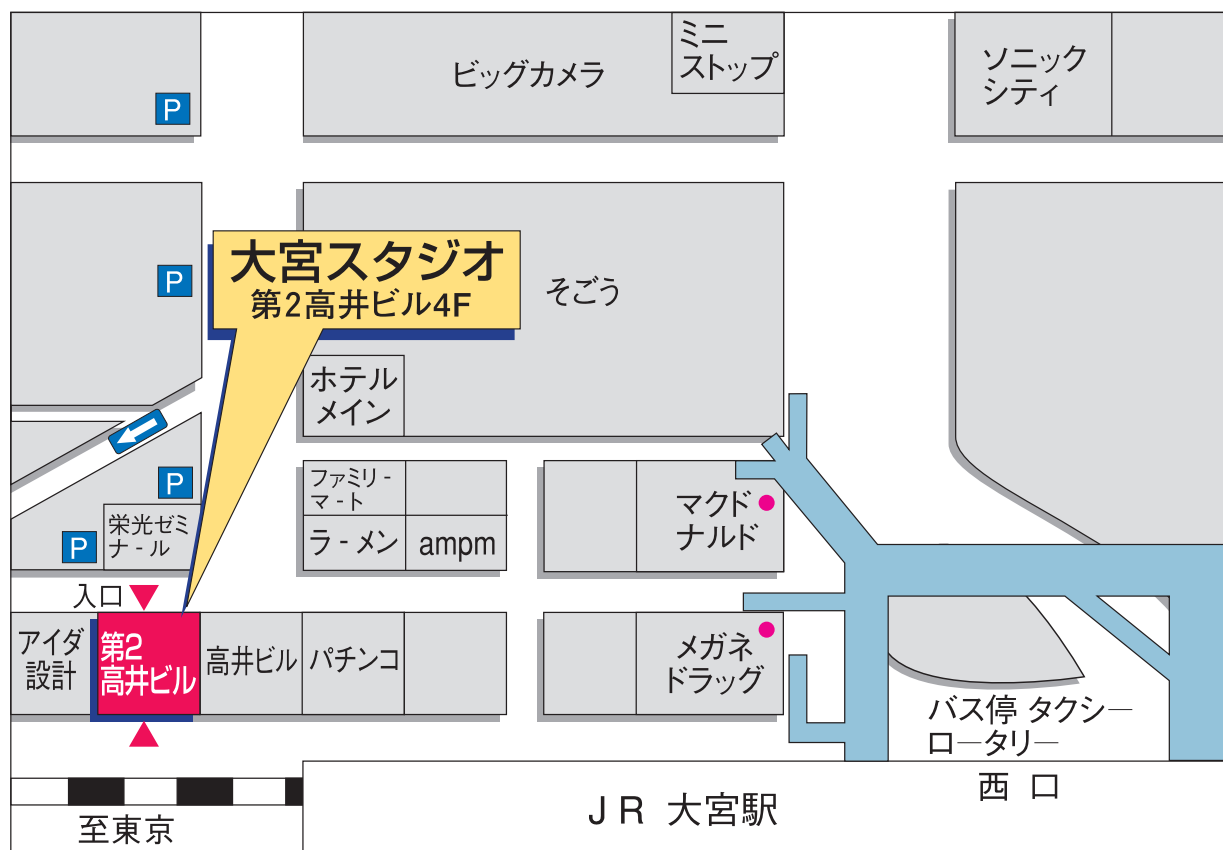 ミニ
ストップ
ビッグカメラ
ソニック
シティ
P
大宮スタジオ
第2高井ビル4F
P
そごう
ホテル
メイン
P
ファミリ-
マ-ト
マクド
ナルド
栄光ゼミ
ナ-ル
P
ラ-メン
ampm
入口
アイダ
設計
第2
高井ビル
高井ビル
パチンコ
メガネ
ドラッグ
バス停 タクシ―
ロ―タリ―
西 口
JR 大宮駅
至東京